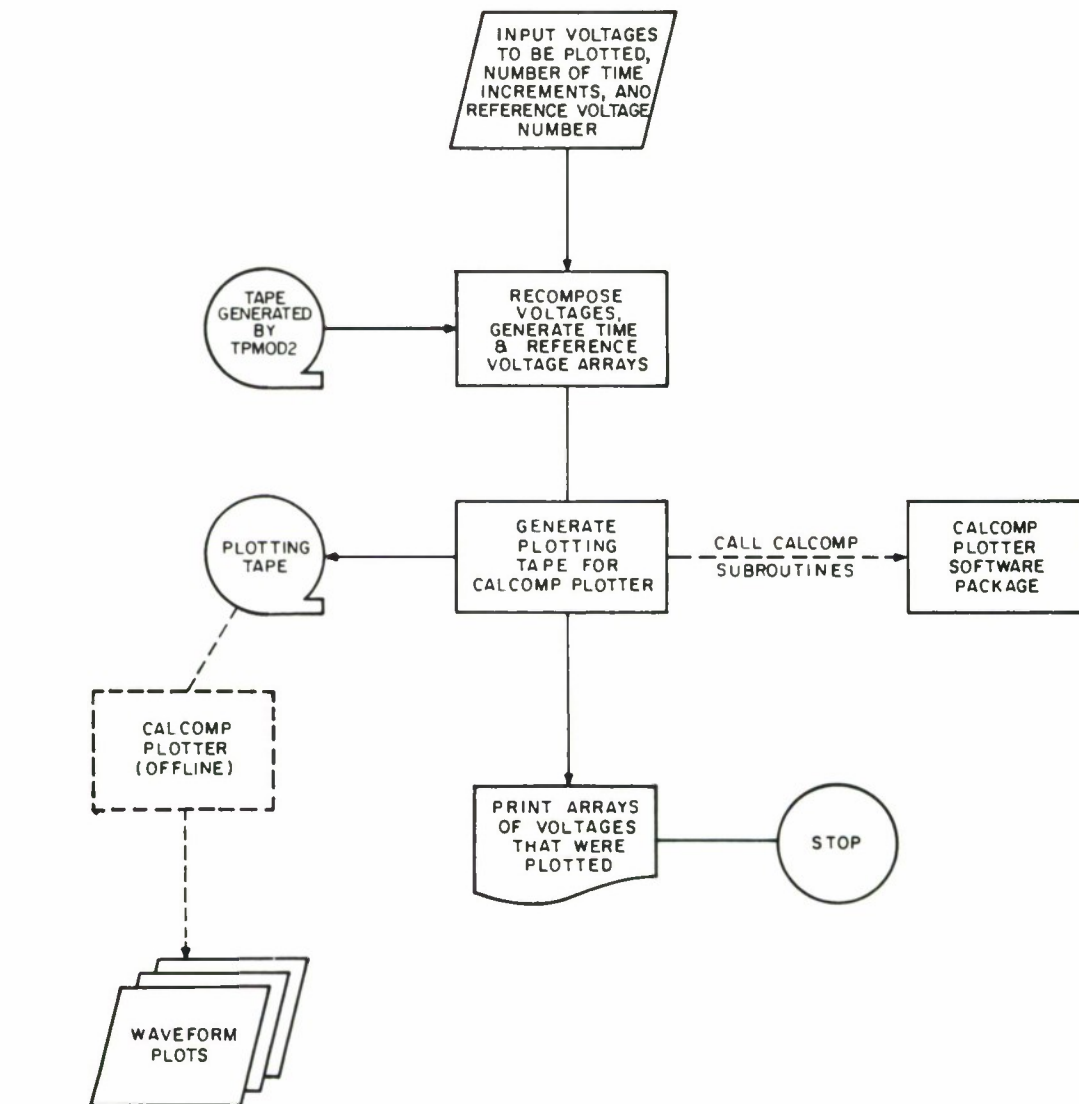 INPUT VOLTAGES
TO BE PLOTTED,
NUMBER OF TIME
INCREMENTS, ANO
REFERENCE VOLTAGE
NUMBER
TAPE
GENERATED
BY
TPMOD2
RECOMPOSE
VOLTAGES,
GENERATE TIME
& REFERENCE
VOLTAGE ARRAYS
PLOTTING
TAPE
GENERATE
PLOTTING
TAPE FOR
CALCOMP PLOTTER
CALL CALCOMP
SUBROUTINES
CALCOMP
PLOTTER
SOFTWARE
PACKAGE
CALCOMP
PLOTTER
(OFFLINE)
PRINT ARRAYS
OF VOLTAGES
THAT WERE
PLOTTED
STOP
WAVEFORM
PLOTS